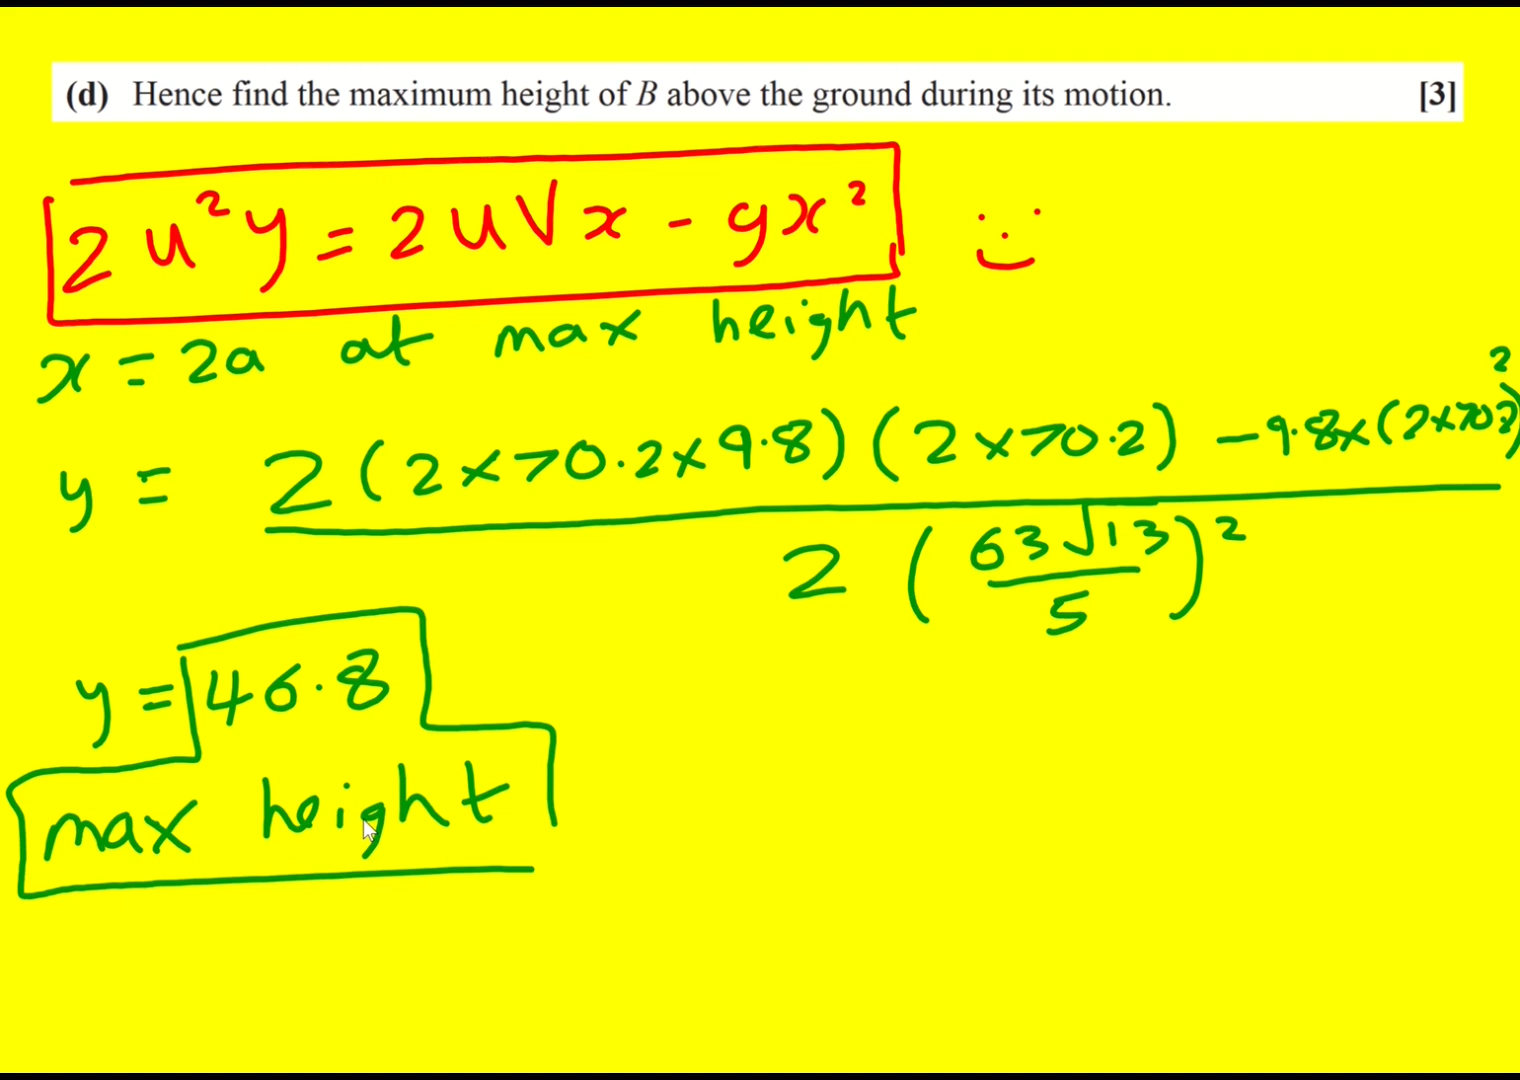 (d) Hence find the maximum height of B above the ground during its motion. [3]
2u²y = 2uVx - gx²
x = 2a at max height
y = 2(2×70.2×9.8)(2×70.2) - 9.8×(2×70.2)²
2(63√13/5)²
y = 46.8
max height